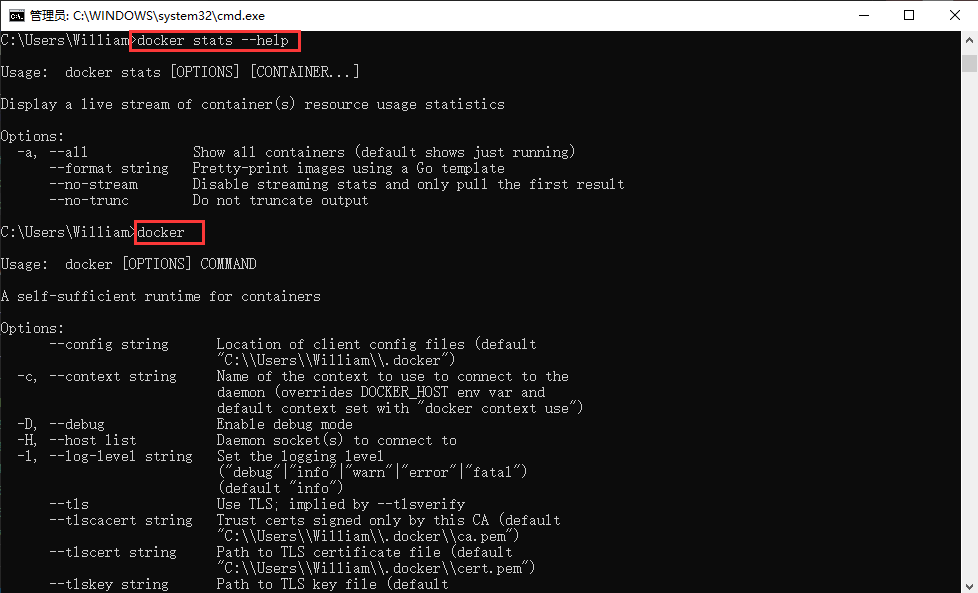 管理员: C:\WINDOWS\system32\cmd.exe
C:\Users\William>docker stats --help
Usage:  docker stats [OPTIONS] [CONTAINER...]
Display a live stream of container(s) resource usage statistics
Options:
  -a, --all             Show all containers (default shows just running)
      --format string   Pretty-print images using a Go template
      --no-stream       Disable streaming stats and only pull the first result
      --no-trunc        Do not truncate output
C:\Users\William>docker
Usage:  docker [OPTIONS] COMMAND
A self-sufficient runtime for containers
Options:
      --config string      Location of client config files (default
                           "C:\\Users\\William\\.docker")
  -c, --context string     Name of the context to use to connect to the
                           daemon (overrides DOCKER_HOST env var and
                           default context set with "docker context use")
  -D, --debug              Enable debug mode
  -H, --host list          Daemon socket(s) to connect to
  -l, --log-level string   Set the logging level
                           ("debug"|"info"|"warn"|"error"|"fatal")
                           (default "info")
      --tls                Use TLS; implied by --tlsverify
      --tlscacert string   Trust certs signed only by this CA (default
                           "C:\\Users\\William\\.docker\\ca.pem")
      --tlscert string     Path to TLS certificate file (default
                           "C:\\Users\\William\\.docker\\cert.pem")
      --tlskey string      Path to TLS key file (default